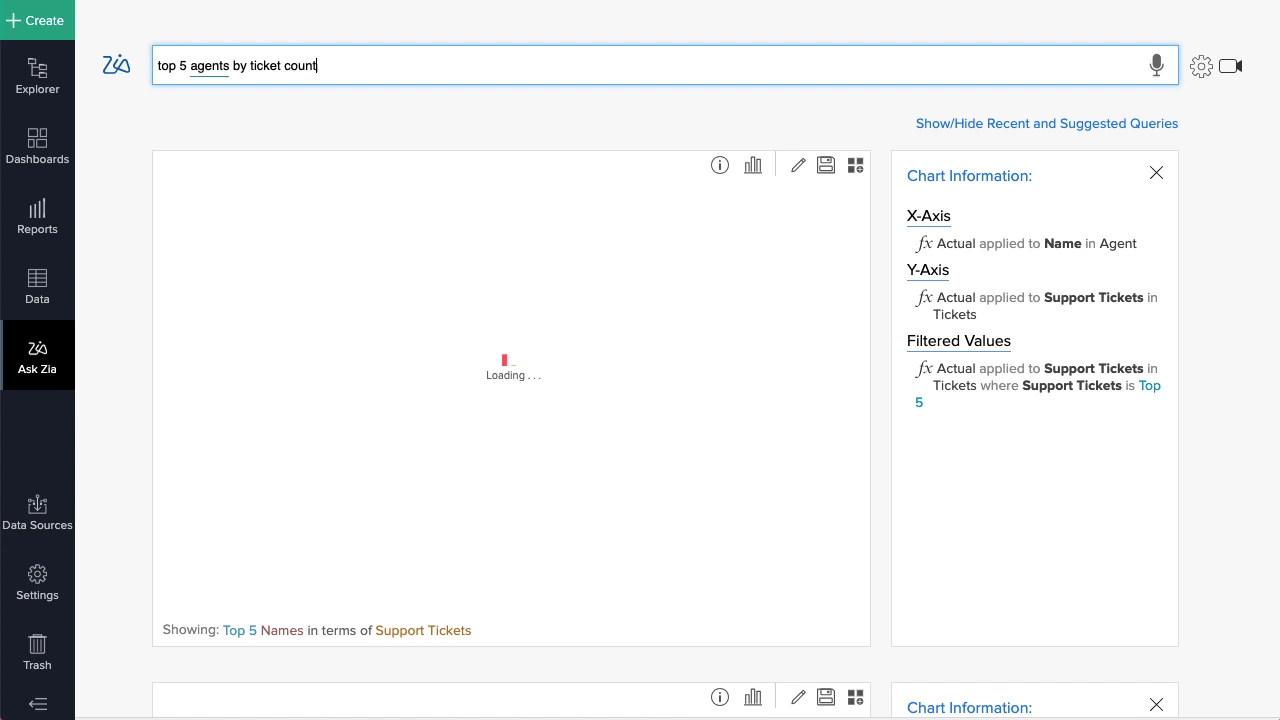 Create
Explorer
Dashboards
Reports
Data
Zia
Ask Zia
Data Sources
Settings
Trash
Zia
top 5 agents by ticket count
Show/Hide Recent and Suggested Queries
Loading . . .
Showing: Top 5 Names in terms of Support Tickets
Chart Information:
X-Axis
fx Actual applied to Name in Agent
Y-Axis
fx Actual applied to Support Tickets in
Tickets
Filtered Values
fx Actual applied to Support Tickets in
Tickets where Support Tickets is Top
5
Chart Information: